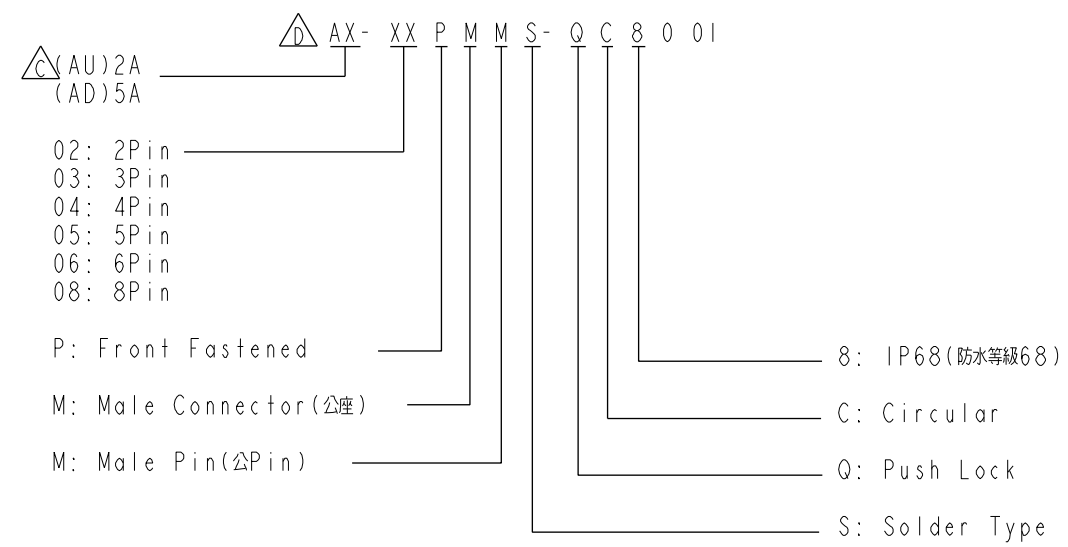 D AX- XX P M M S- Q C 8 0 01
C (AU)2A
(AD)5A
02: 2Pin
03: 3Pin
04: 4Pin
05: 5Pin
06: 6Pin
08: 8Pin
P: Front Fastened
M: Male Connector(公座)
M: Male Pin(公Pin)
8: IP68(防水等級68)
C: Circular
Q: Push Lock
S: Solder Type